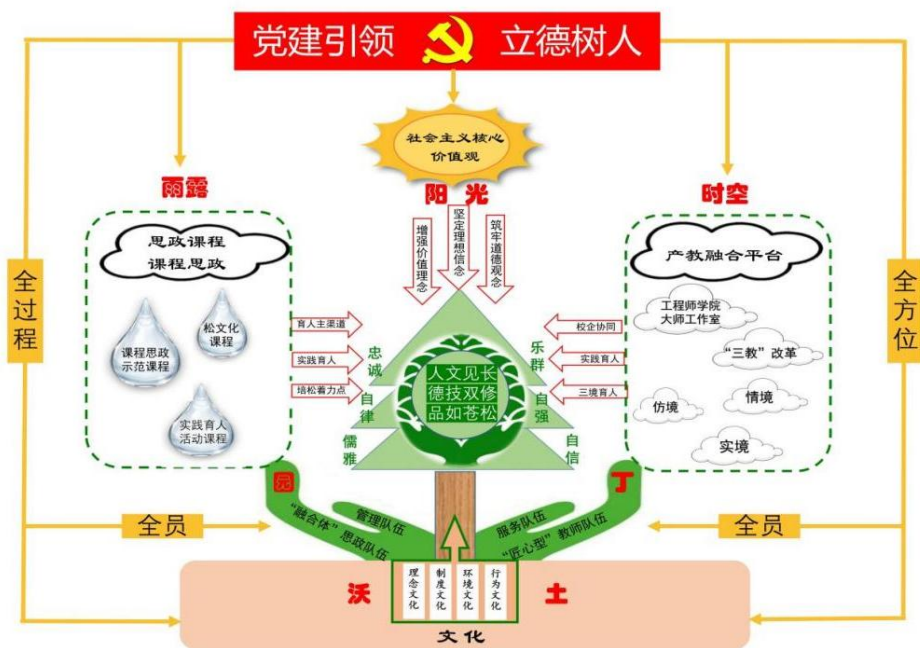 党建引领 立德树人
社会主义核心
价值观
雨露
阳光
时空
思政课程
课程思政
课程思政
示范课程
松文化
课程
实践育人
活动课程
增强价值理念
坚定理想信念
筑牢道德观念
产教融合平台
工程师学院
大师工作室
“三教”改革
仿境
情境
实境
全过程
全方位
育人主渠道
实践育人
培松着力点
校企协同
实践育人
三境育人
忠诚
自律
儒雅
乐群
自强
自信
人文见长
德技双修
品如苍松
园
丁
“融合体”思政队伍
管理队伍
服务队伍
“匠心型”教师队伍
全员
全员
沃土
理念文化
制度文化
环境文化
行为文化
文化